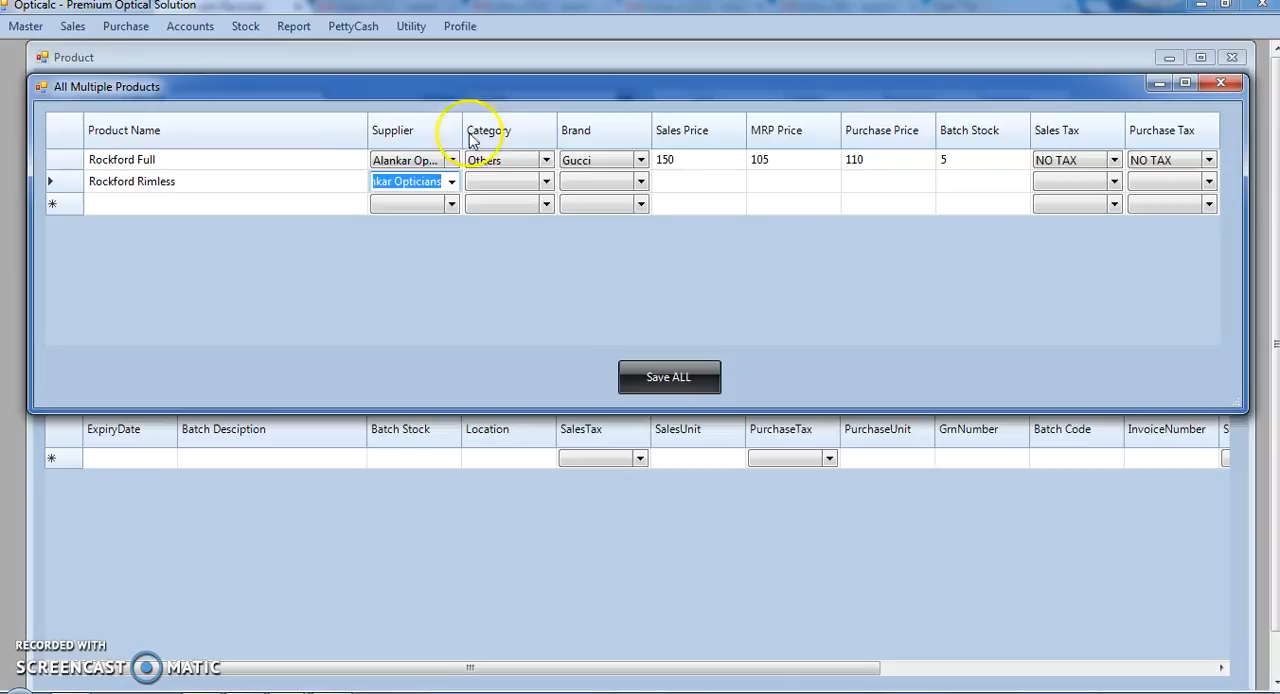 Opticalc - Premium Optical Solution
Master Sales Purchase Accounts Stock Report PettyCash Utility Profile
Product
All Multiple Products
Product Name Supplier Category Brand Sales Price MRP Price Purchase Price Batch Stock Sales Tax Purchase Tax
Rockford Full Alankar Op... Others Gucci 150 105 110 5 NO TAX NO TAX
Rockford Rimless nkar Opticians
Save ALL
ExpiryDate Batch Desciption Batch Stock Location SalesTax SalesUnit PurchaseTax PurchaseUnit GrnNumber Batch Code InvoiceNumber S
RECORDED WITH
SCREENCAST MATIC